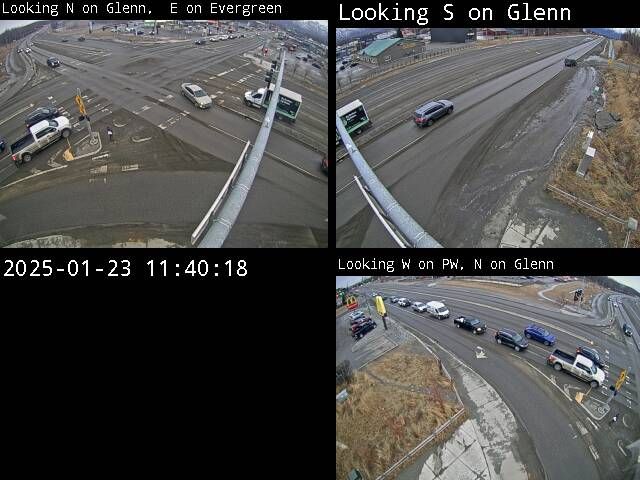 Looking N on Glenn, E on Evergreen
Looking S on Glenn
2025-01-23 11:40:18
Looking W on PW, N on Glenn